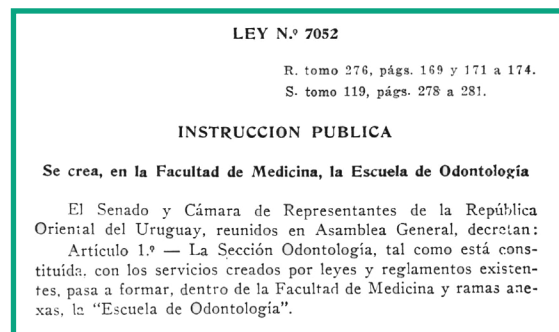 LEY N.º 7052
R. tomo 276, págs. 169 y 171 a 174.
S. tomo 119, págs. 278 a 281.
INSTRUCCION PUBLICA
Se crea, en la Facultad de Medicina, la Escuela de Odontología
El Senado y Cámara de Representantes de la República
Oriental del Uruguay, reunidos en Asamblea General, decretan:
Artículo 1.º — La Sección Odontología, tal como está cons-
tituída, con los servicios creados por leyes y reglamentos existen-
tes, pasa a formar, dentro de la Facultad de Medicina y ramas ane-
xas, la "Escuela de Odontología".